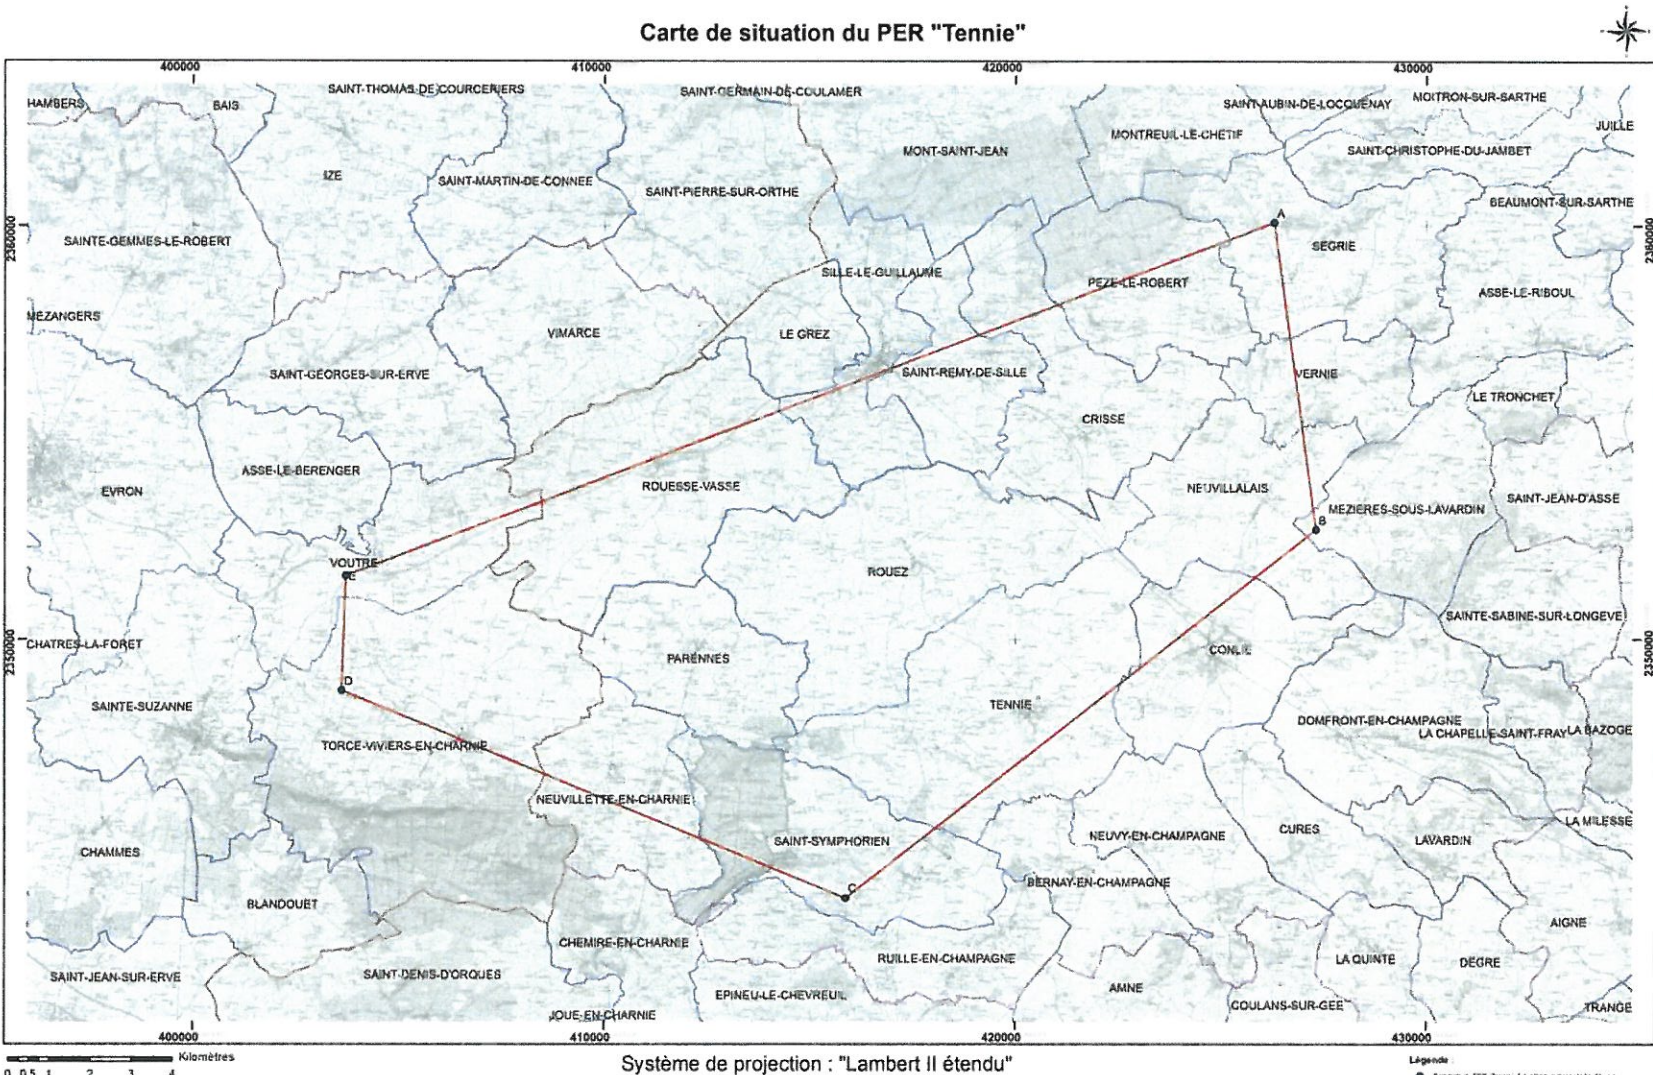 Carte de situation du PER "Tennie"
400000 410000 420000 430000
HAMBERS
BAIS
SAINT-THOMAS-DE-COURCERIERS
SAINT-GERMAIN-DE-COULAMER
SAINT-AUBIN-DE-LOCQUENAY
MOITRON-SUR-SARTHE
JUILLE
MONTREUIL-LE-CHETIF
MONT-SAINT-JEAN
SAINT-CHRISTOPHE-DU-JAMBET
IZE
SAINT-MARTIN-DE-CONNEE
SAINT-PIERRE-SUR-ORTHE
BEAUMONT-SUR-SARTHE
A
2360000
2360000
SAINTE-GEMMES-LE-ROBERT
SEGRIE
SILLE-LE-GUILLAUME
PEZE-LE-ROBERT
ASSE-LE-RIBOUL
MEZANGERS
VIMARCE
LE GREZ
SAINT-GEORGES-SUR-ERVE
SAINT-REMY-DE-SILLE
VERNIE
LE TRONCHET
CRISSE
ASSE-LE-BERENGER
EVRON
ROUESSE-VASSE
NEUVILLALAIS
SAINT-JEAN-D'ASSE
MEZIERES-SOUS-LAVARDIN
B
VOUTRE
E
ROUEZ
SAINTE-SABINE-SUR-LONGEVE
2350000
2350000
CHATRES-LA-FORET
PARENNES
CONLIE
D
SAINTE-SUZANNE
TENNIE
DOMFRONT-EN-CHAMPAGNE
LA CHAPELLE-SAINT-FRAY
LA BAZOGE
TORCE-VIVIERS-EN-CHARNIE
NEUVILLETTE-EN-CHARNIE
LA MILESSE
CURES
NEUVY-EN-CHAMPAGNE
SAINT-SYMPHORIEN
LAVARDIN
CHAMMES
BERNAY-EN-CHAMPAGNE
C
BLANDOUET
AIGNE
CHEMIRE-EN-CHARNIE
RUILLE-EN-CHAMPAGNE
LA QUINTE
DEGRE
SAINT-JEAN-SUR-ERVE
SAINT-DENIS-D'ORQUES
AMNE
EPINEU-LE-CHEVREUIL
COULANS-SUR-GEE
TRANGE
JOUE-EN-CHARNIE
400000 410000 420000 430000
Kilomètres
0 0,5 1 2 3 4
Système de projection : "Lambert II étendu"
Légende :